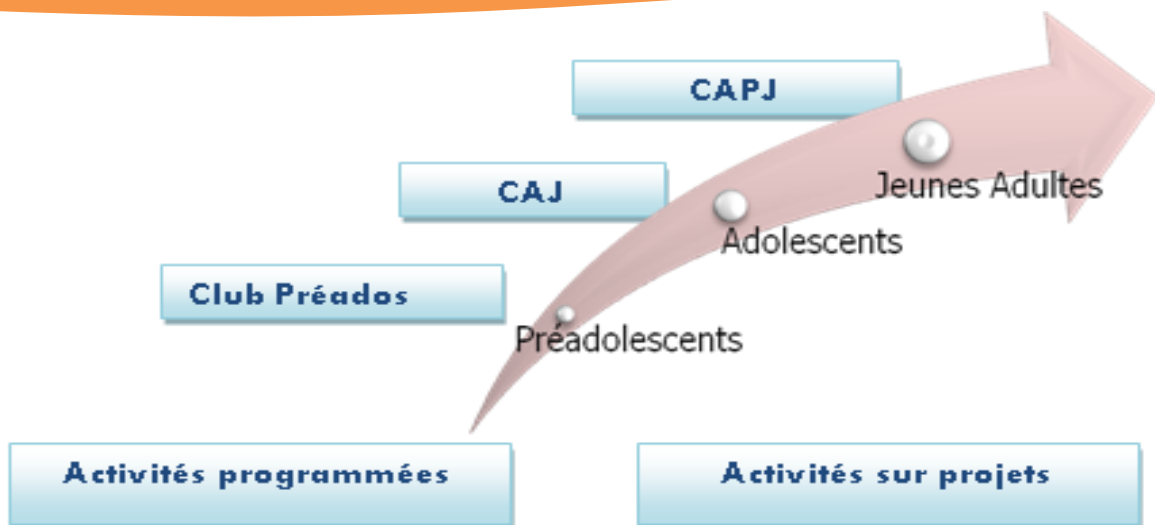 CAPJ
Jeunes Adultes
CAJ
Adolescents
Club Préados
Préadolescents
Activités programmées
Activités sur projets